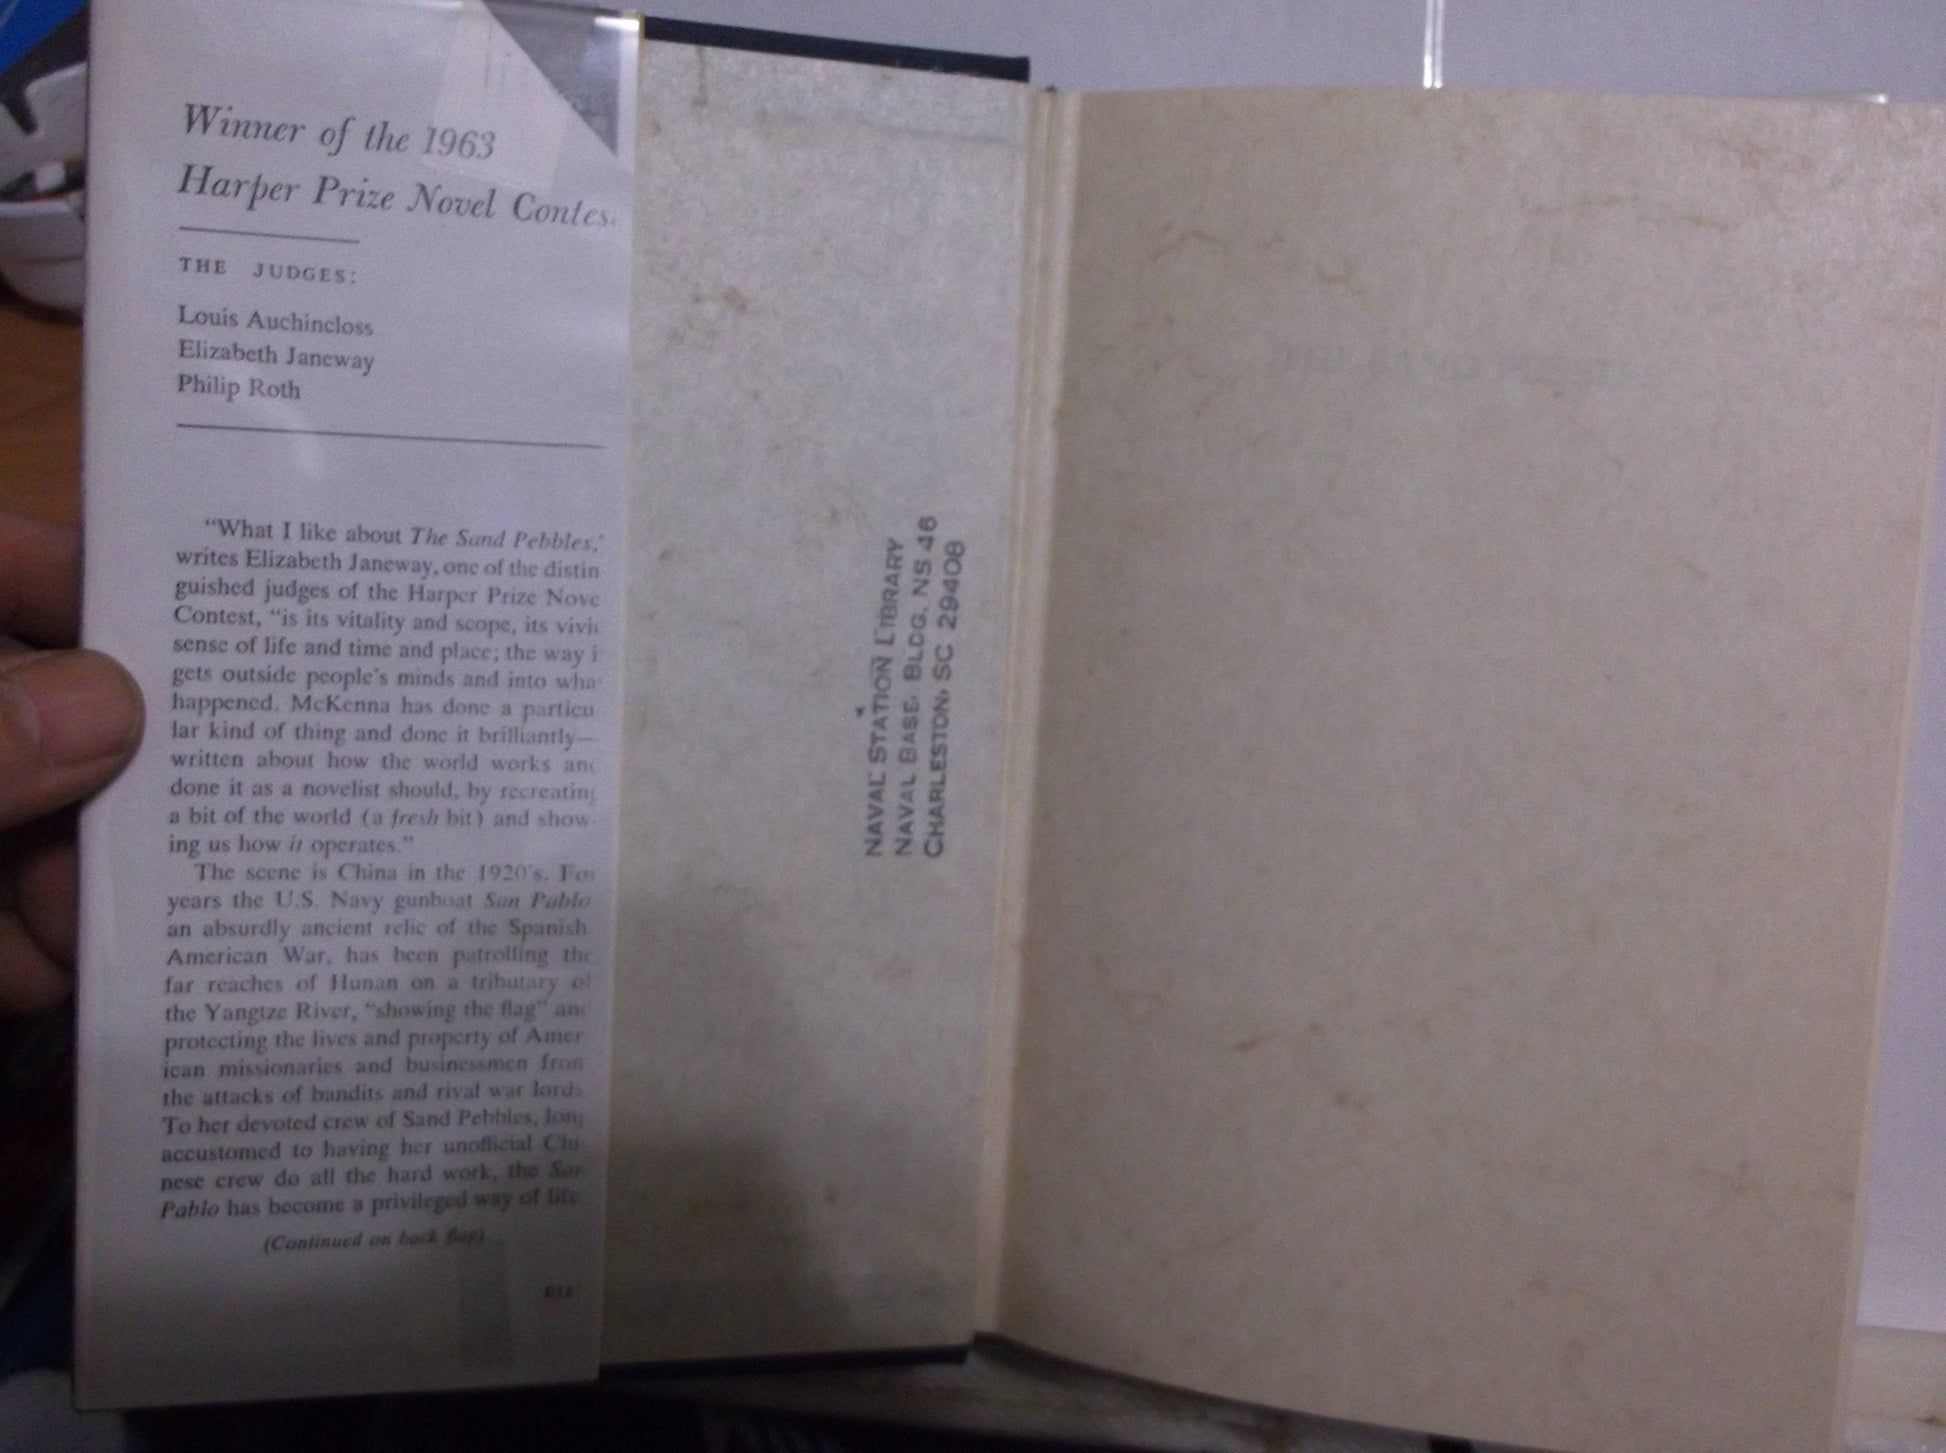 Winner of the 1963
Harper Prize Novel Contes
THE JUDGES:
Louis Auchincloss
Elizabeth Janeway
Philip Roth
"What I like about The Sand Pebbles,"
writes Elizabeth Janeway, one of the distin
guished judges of the Harper Prize Nove
Contest, "is its vitality and scope, its vivi
sense of life and time and place; the way i
gets outside people's minds and into wha
happened. McKenna has done a particu
lar kind of thing and done it brilliantly—
written about how the world works and
done it as a novelist should, by recreating
a bit of the world (a fresh bit) and show
ing us how it operates."
The scene is China in the 1920's. For
years the U.S. Navy gunboat San Pablo
an absurdly ancient relic of the Spanish
American War, has been patrolling the
far reaches of Hunan on a tributary of
the Yangtze River, "showing the flag" and
protecting the lives and property of Amer
ican missionaries and businessmen from
the attacks of bandits and rival war lords
To her devoted crew of Sand Pebbles, long
accustomed to having her unofficial Chi
nese crew do all the hard work, the San
Pablo has become a privileged way of life.
(Continued on back flap)
NAVAL STATION LIBRARY
NAVAL BASE, BLDG. NS 46
CHARLESTON, SC 29408